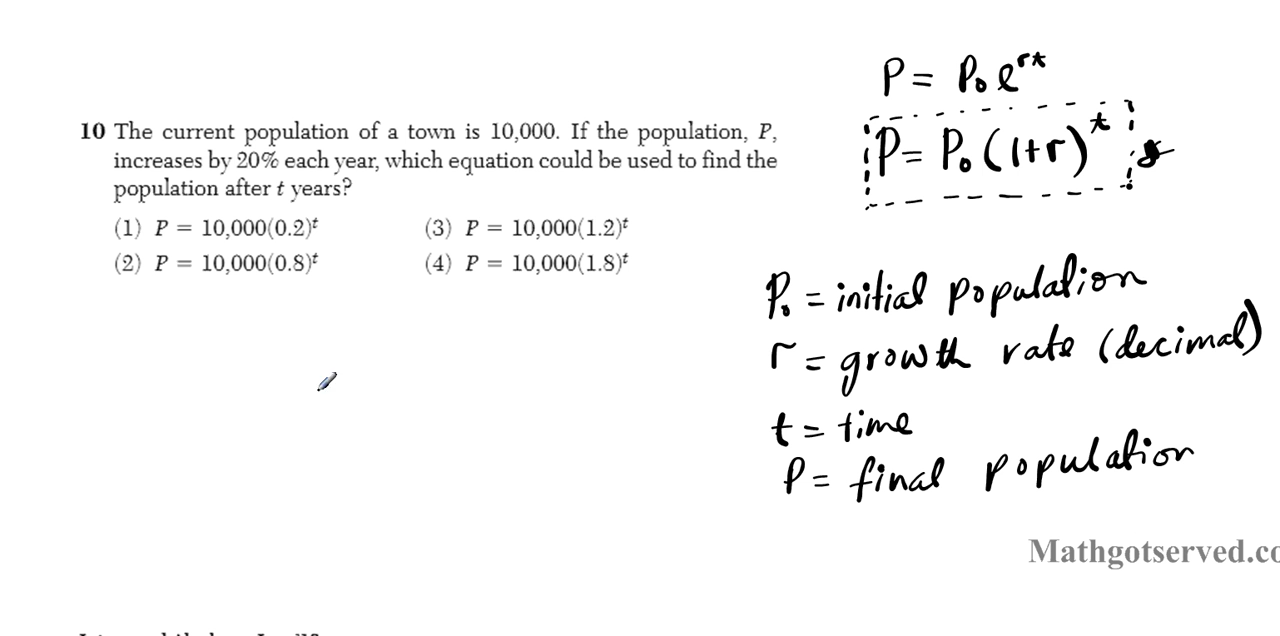 10 The current population of a town is 10,000. If the population, P,
increases by 20% each year, which equation could be used to find the
population after t years?
(1) P = 10,000(0.2)^t (3) P = 10,000(1.2)^t
(2) P = 10,000(0.8)^t (4) P = 10,000(1.8)^t
P = P₀ e^rt
P = P₀ (1+r)^t
P₀ = initial population
r = growth rate (decimal)
t = time
P = final population
Mathgotserved.co